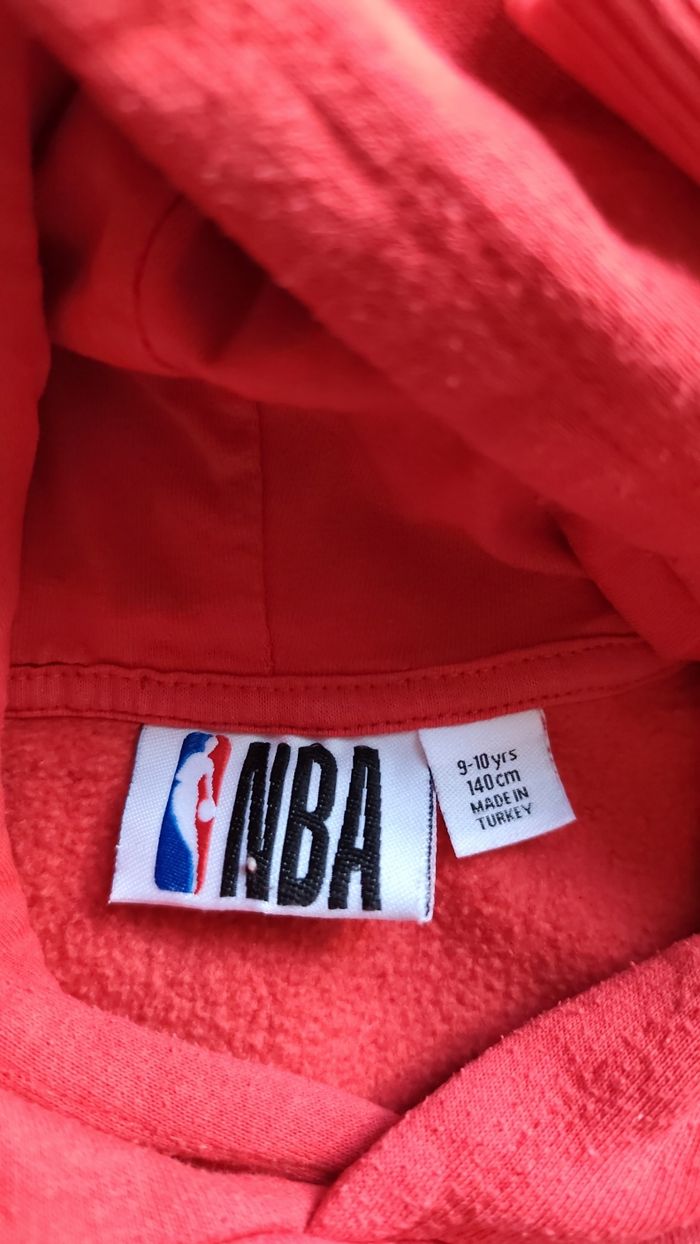 NBA
9-10 yrs
140 cm
MADE IN
TURKEY